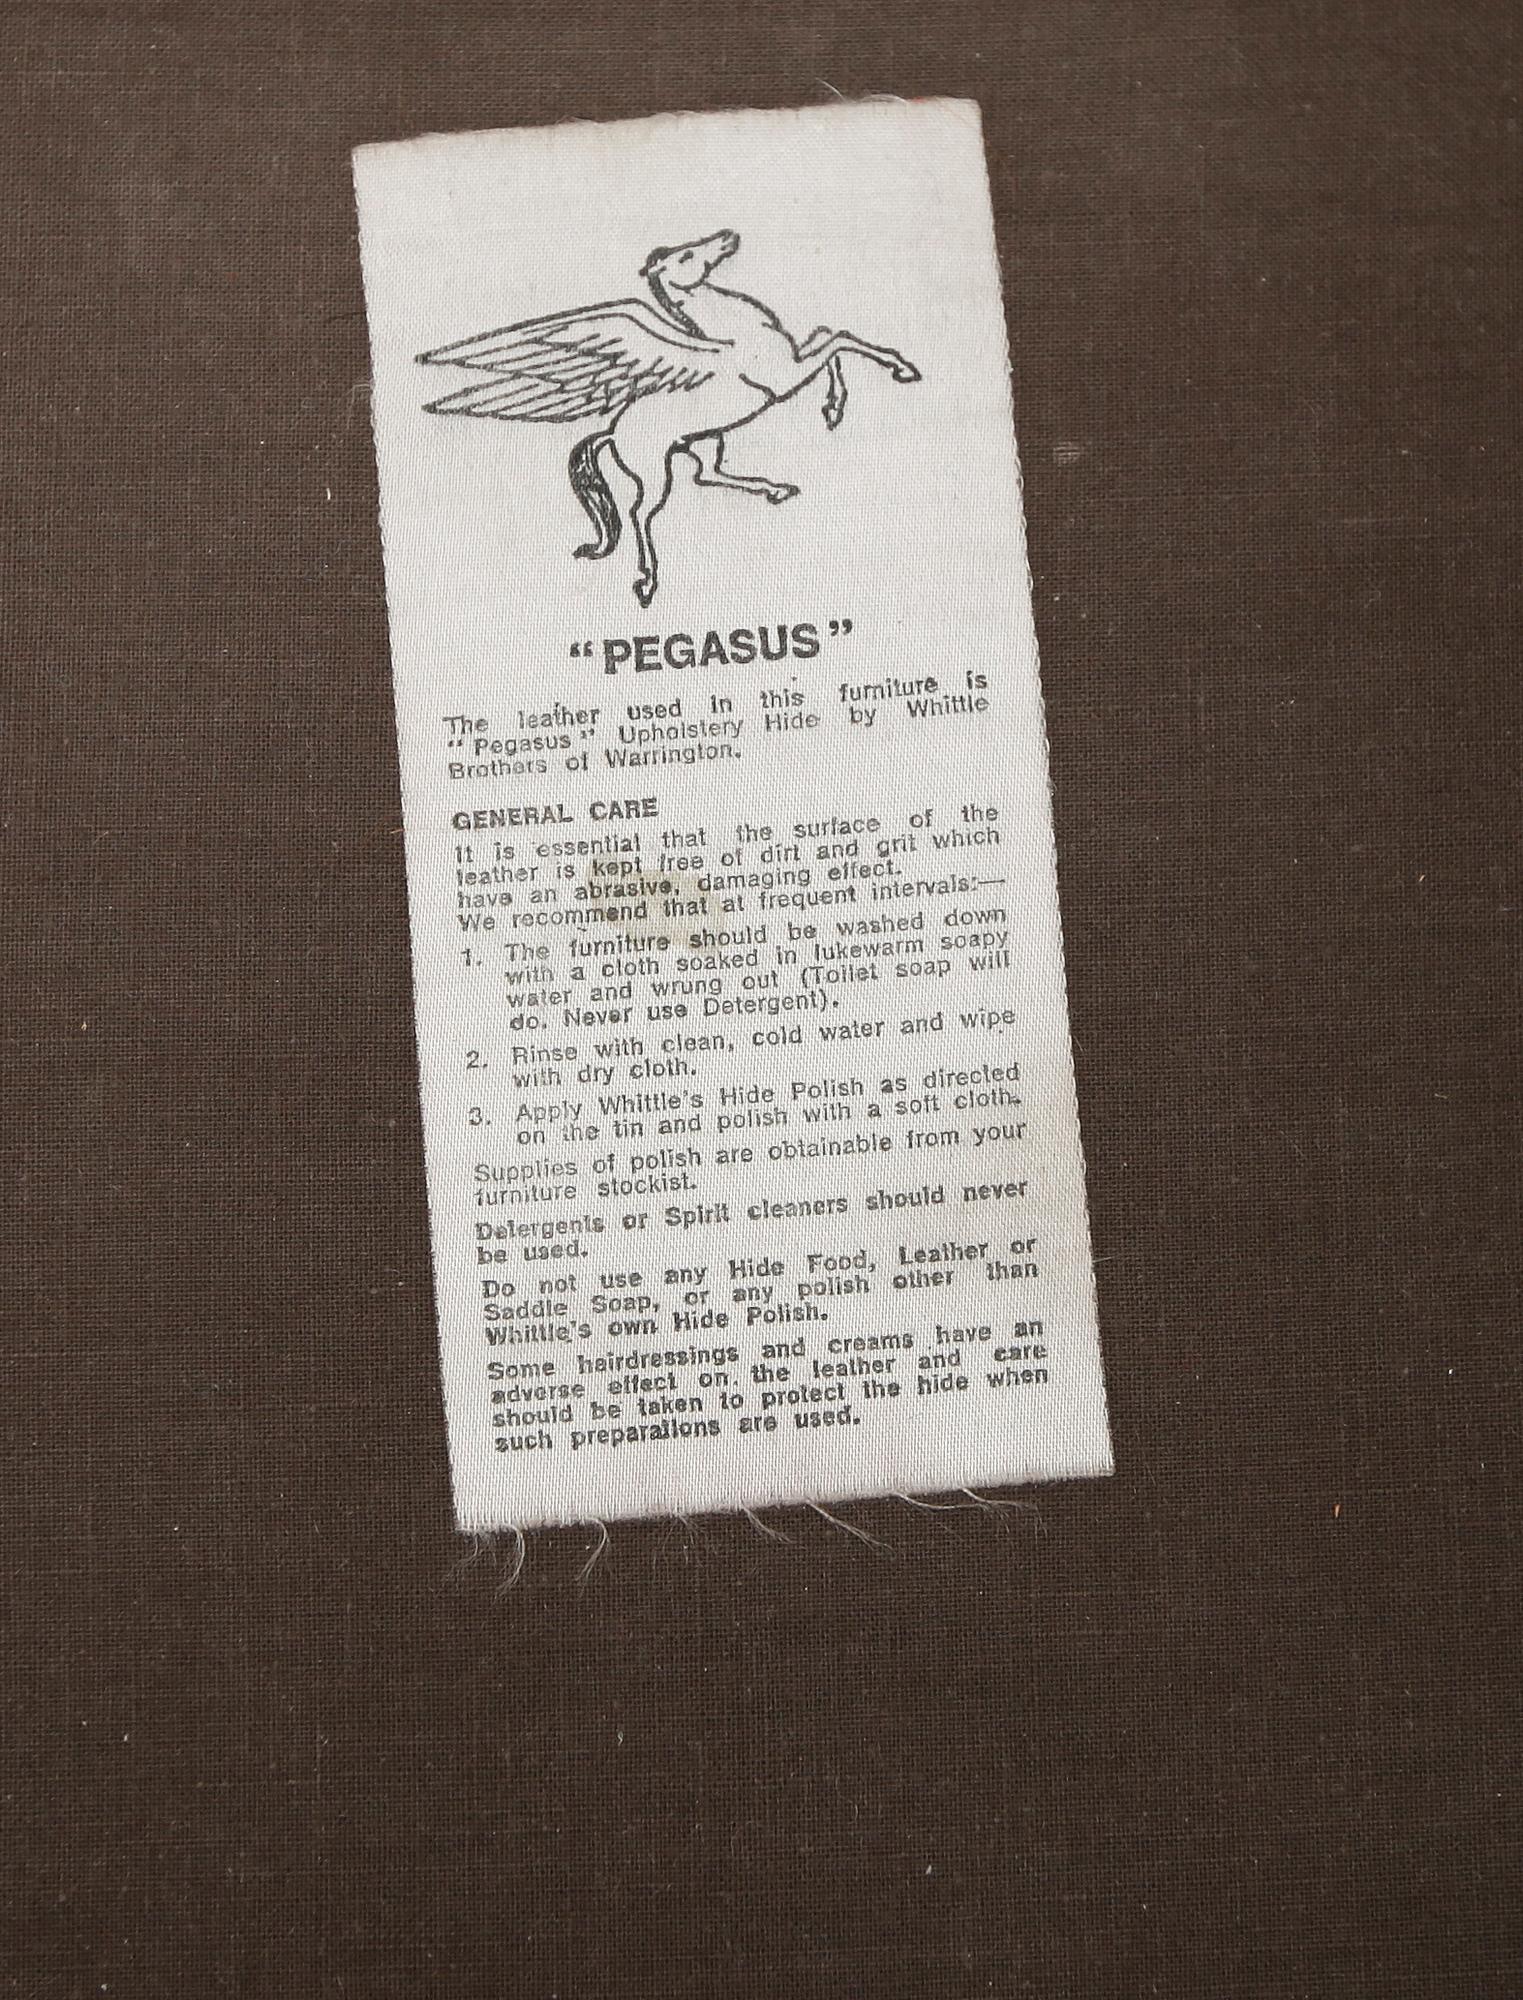 “PEGASUS”
The leather used in this furniture is
“Pegasus” Upholstery Hide by Whittle
Brothers of Warrington.
GENERAL CARE
It is essential that the surface of the
leather is kept free of dirt and grit which
have an abrasive, damaging effect.
We recommend that at frequent intervals:—
1. The furniture should be washed down
with a cloth soaked in lukewarm soapy
water and wrung out (Toilet soap will
do. Never use Detergent).
2. Rinse with clean, cold water and wipe
with dry cloth.
3. Apply Whittle's Hide Polish as directed
on the tin and polish with a soft cloth.
Supplies of polish are obtainable from your
furniture stockist.
Detergents or Spirit cleaners should never
be used.
Do not use any Hide Food, Leather or
Saddle Soap, or any polish other than
Whittle's own Hide Polish.
Some hairdressings and creams have an
adverse effect on the leather and care
should be taken to protect the hide when
such preparations are used.